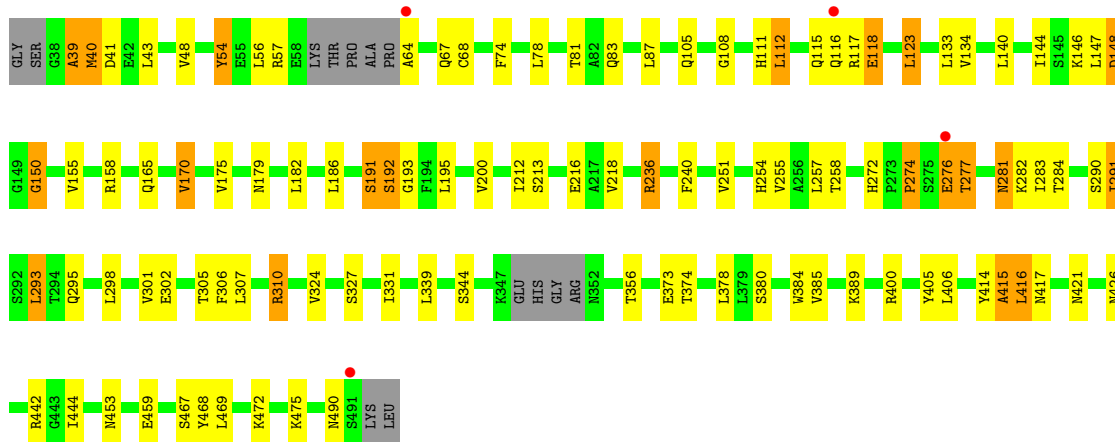 GLY SER G38 A39 M40 D41 E42 L43 V48 Y54 E55 L56 R57 E58 LYS THR PRO ALA PRO A64 Q67 C68 F74 L78 T81 A82 Q83 L87 Q105 G108 H111 L112 Q115 Q116 R117 E118 L123 L133 V134 L140 I144 S145 K146 L147 D148
G149 G150 V155 R158 Q165 V170 V175 N179 L182 L186 S191 S192 G193 F194 L195 V200 I212 S213 E216 A217 V218 R236 F240 V251 H254 V255 A256 L257 T258 H272 P273 P274 S275 E276 T277 N281 K282 I283 T284 S290
S292 L293 T294 Q295 L298 V301 E302 T305 F306 L307 R310 V324 S327 I331 L339 S344 K347 GLU HIS GLY ARG N352 T356 E373 T374 L378 L379 S380 W384 V385 K389 R400 Y405 L406 Y414 A415 L416 N417 N421
R442 G443 I444 N453 E459 S467 Y468 L469 K472 K475 N490 S491 LYS LEU